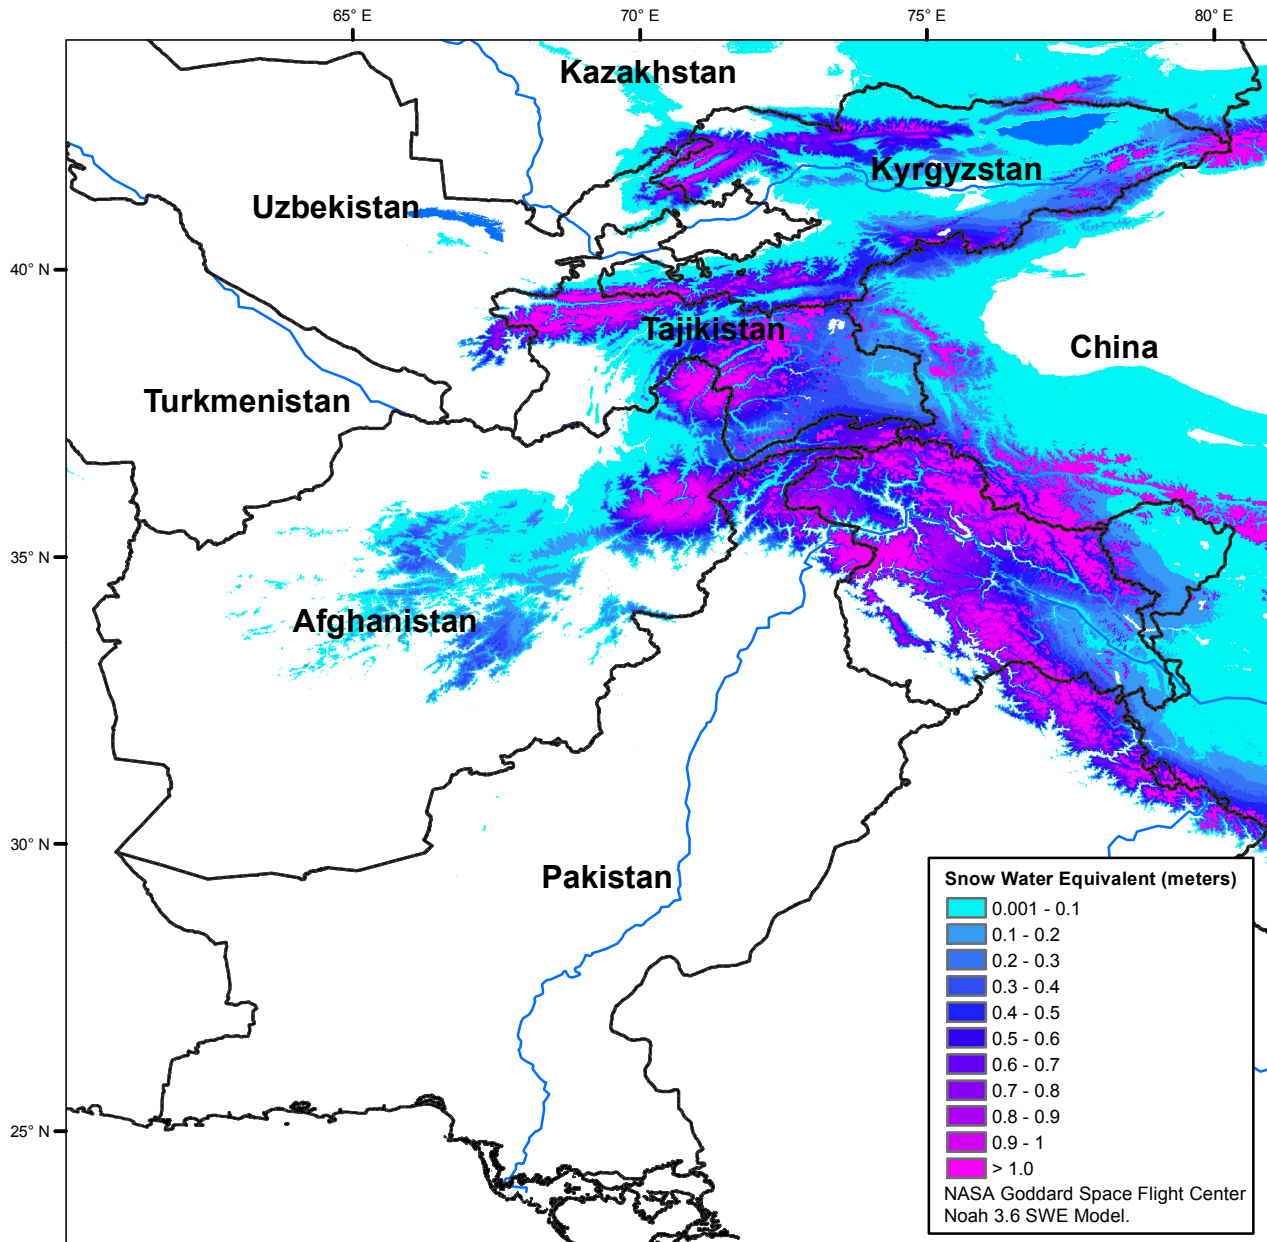 65° E
70° E
75° E
80° E
Kazakhstan
Kyrgyzstan
Uzbekistan
40° N
Tajikistan
China
Turkmenistan
35° N
Afghanistan
30° N
Pakistan
25° N
Snow Water Equivalent (meters)
0.001 - 0.1
0.1 - 0.2
0.2 - 0.3
0.3 - 0.4
0.4 - 0.5
0.5 - 0.6
0.6 - 0.7
0.7 - 0.8
0.8 - 0.9
0.9 - 1
> 1.0
NASA Goddard Space Flight Center
Noah 3.6 SWE Model.